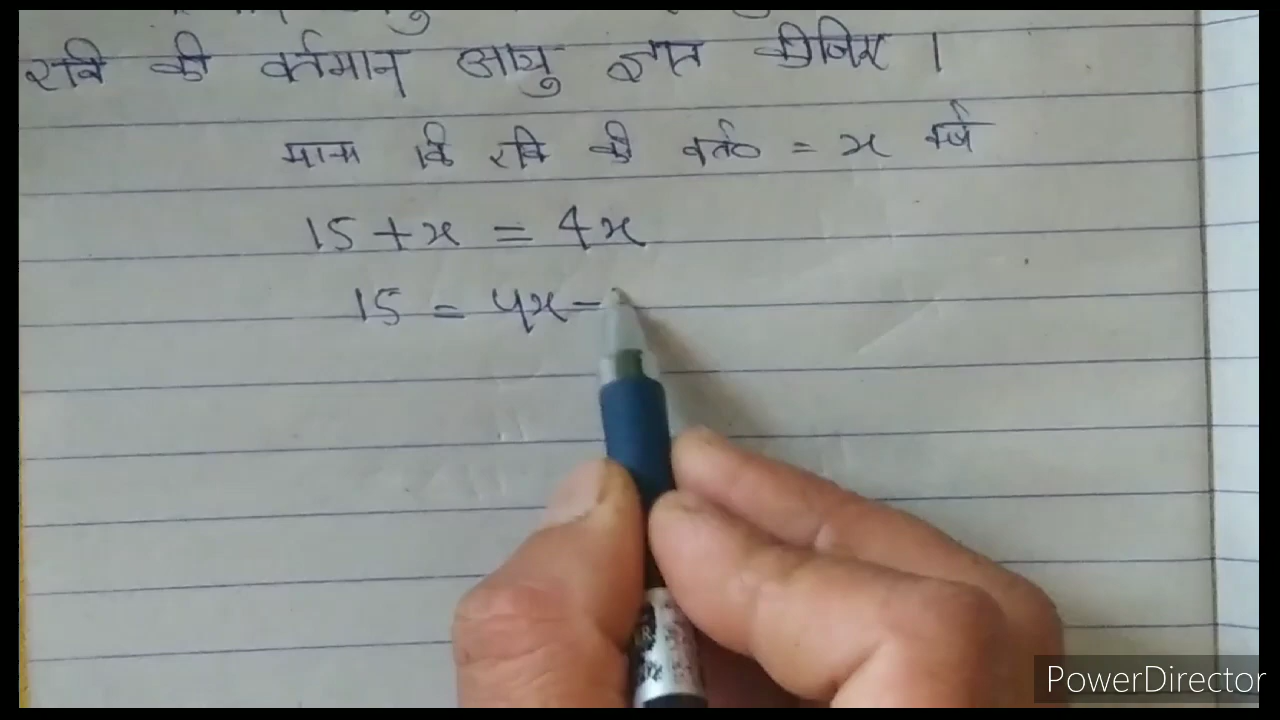 रवि की वर्तमान आयु ज्ञात कीजिए ।
माना कि रवि की वर्त० = x वर्ष
15 + x = 4x
15 = 4x -
PowerDirector